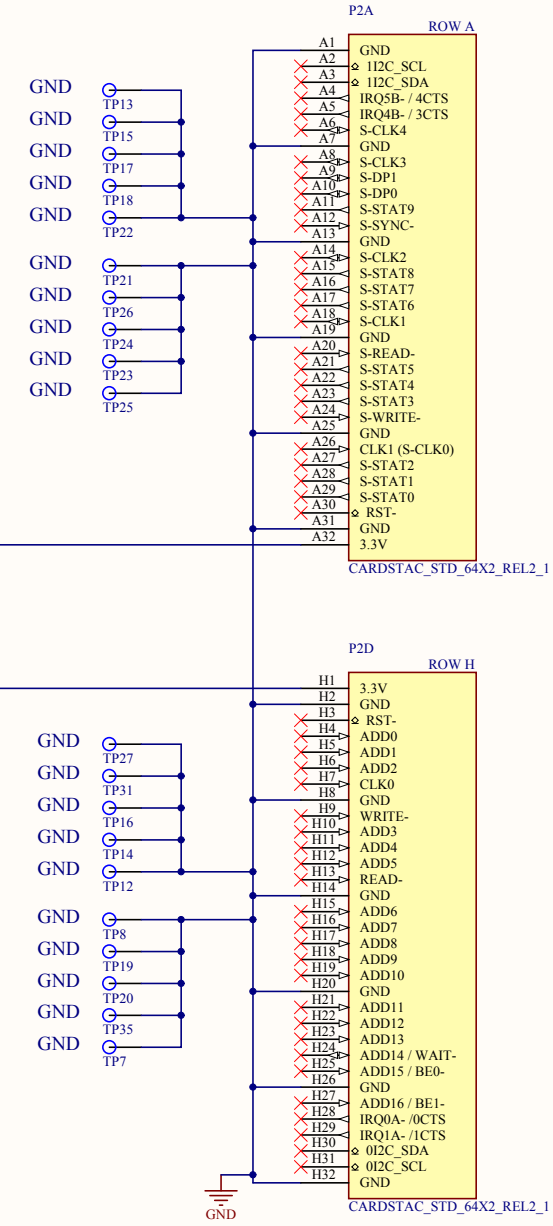 P2A
ROW A
A1 GND
A2 1I2C_SCL
A3 1I2C_SDA
A4 IRQ5B- / 4CTS
A5 IRQ4B- / 3CTS
A6 S-CLK4
A7 GND
A8 S-CLK3
A9 S-DP1
A10 S-DP0
A11 S-STAT9
A12 S-SYNC-
A13 GND
A14 S-CLK2
A15 S-STAT8
A16 S-STAT7
A17 S-STAT6
A18 S-CLK1
A19 GND
A20 S-READ-
A21 S-STAT5
A22 S-STAT4
A23 S-STAT3
A24 S-WRITE-
A25 GND
A26 CLK1 (S-CLK0)
A27 S-STAT2
A28 S-STAT1
A29 S-STAT0
A30 RST-
A31 GND
A32 3.3V
CARDSTAC_STD_64X2_REL2_1
GND
TP13
GND
TP15
GND
TP17
GND
TP18
GND
TP22
GND
TP21
GND
TP26
GND
TP24
GND
TP23
GND
TP25
P2D
ROW H
H1 3.3V
H2 GND
H3 RST-
H4 ADD0
H5 ADD1
H6 ADD2
H7 CLK0
H8 GND
H9 WRITE-
H10 ADD3
H11 ADD4
H12 ADD5
H13 READ-
H14 GND
H15 ADD6
H16 ADD7
H17 ADD8
H18 ADD9
H19 ADD10
H20 GND
H21 ADD11
H22 ADD12
H23 ADD13
H24 ADD14 / WAIT-
H25 ADD15 / BE0-
H26 GND
H27 ADD16 / BE1-
H28 IRQ0A- /0CTS
H29 IRQ1A- /1CTS
H30 0I2C_SDA
H31 0I2C_SCL
H32 GND
CARDSTAC_STD_64X2_REL2_1
GND
TP27
GND
TP31
GND
TP16
GND
TP14
GND
TP12
GND
TP8
GND
TP19
GND
TP20
GND
TP35
GND
TP7
GND